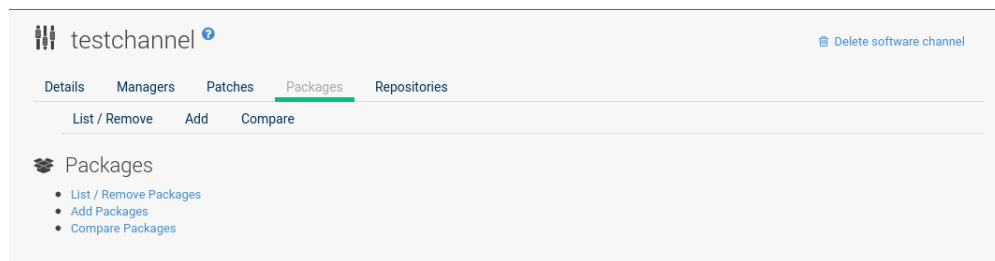 testchannel ?
Delete software channel
Details Managers Patches Packages Repositories
List / Remove Add Compare
Packages
List / Remove Packages
Add Packages
Compare Packages